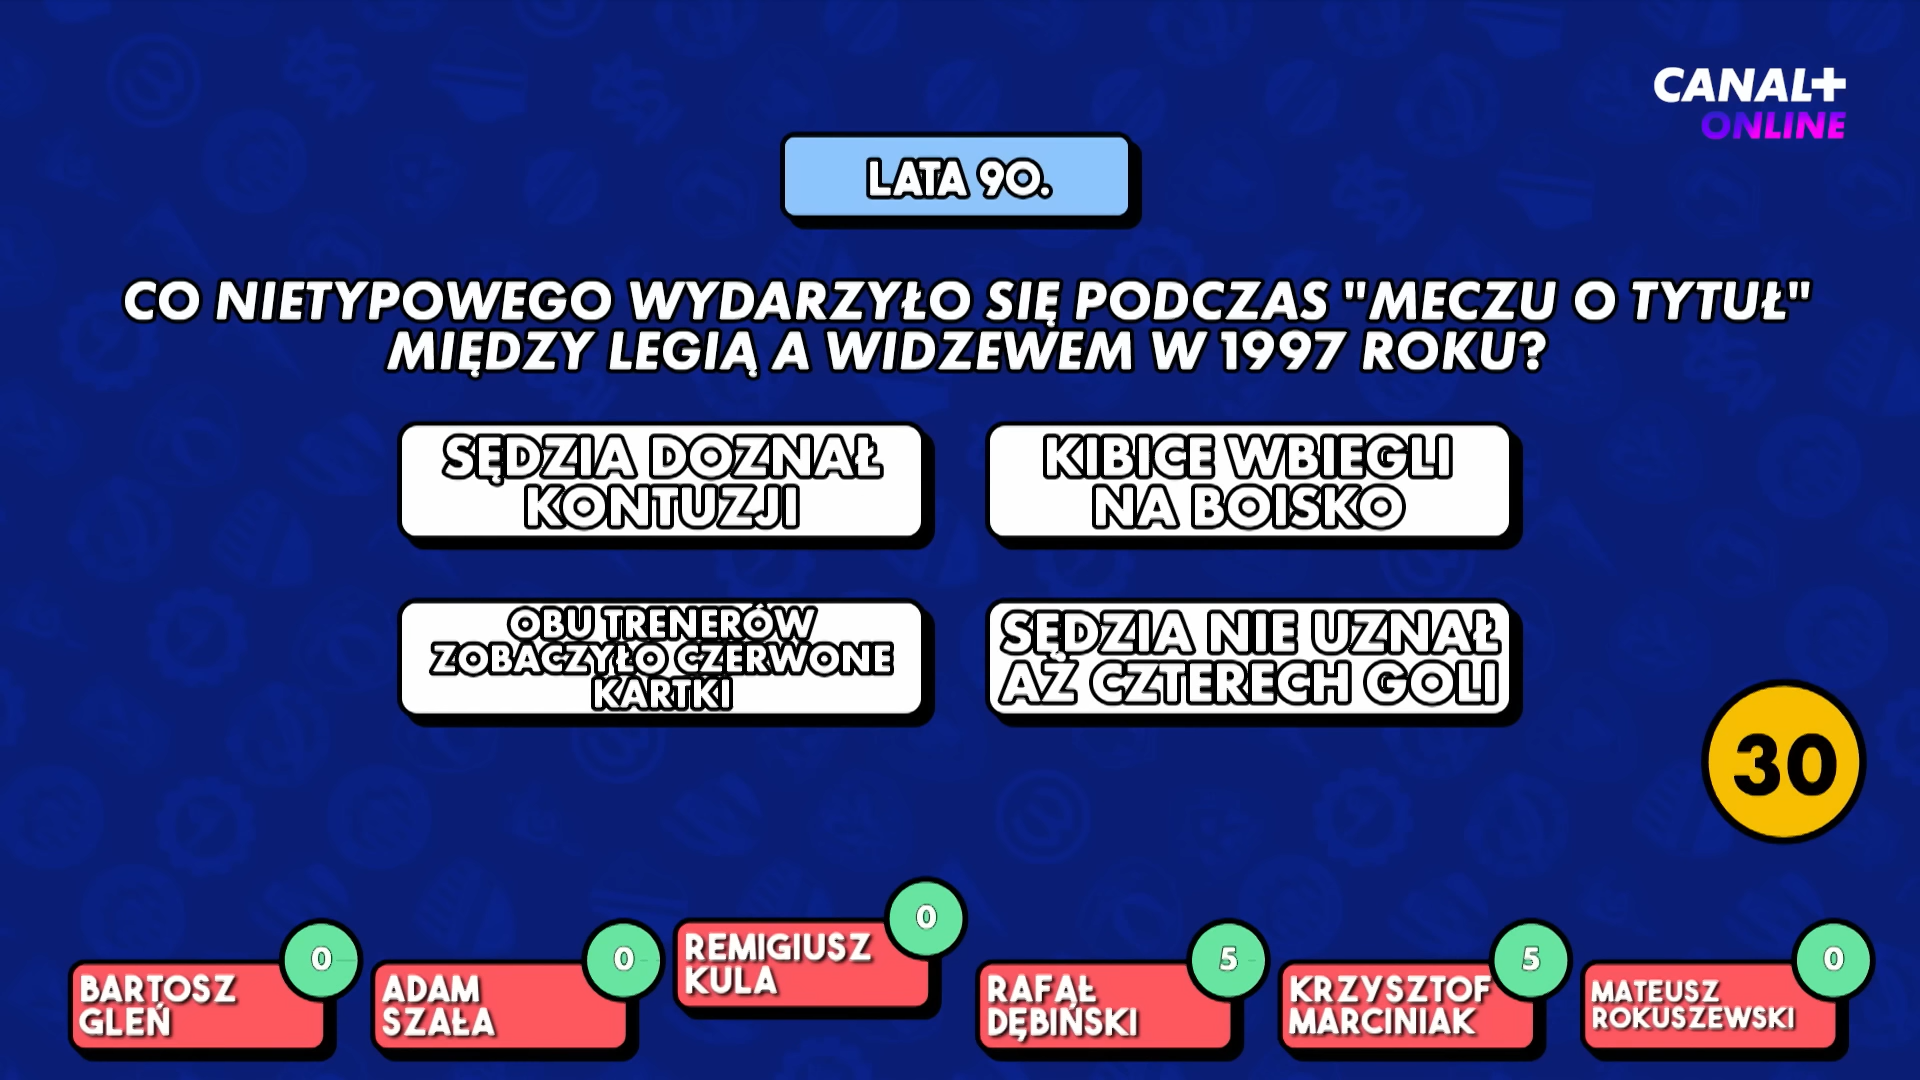 CANAL+
ONLINE
LATA 90.
CO NIETYPOWEGO WYDARZYŁO SIĘ PODCZAS "MECZU O TYTUŁ"
MIĘDZY LEGIĄ A WIDZEWEM W 1997 ROKU?
SĘDZIA DOZNAŁ
KONTUZJI
KIBICE WBIEGLI
NA BOISKO
OBU TRENERÓW
ZOBACZYŁO CZERWONE
KARTKI
SĘDZIA NIE UZNAŁ
AŻ CZTERECH GOLI
30
BARTOSZ
GLEŃ
0
ADAM
SZAŁA
0
REMIGIUSZ
KULA
0
RAFAŁ
DĘBIŃSKI
5
KRZYSZTOF
MARCINIAK
5
MATEUSZ
ROKUSZEWSKI
0